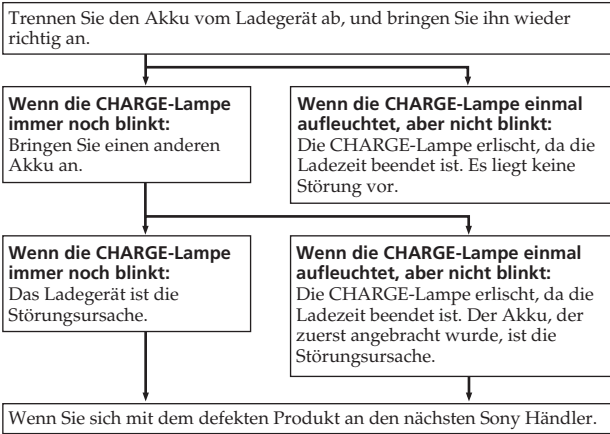 Trennen Sie den Akku vom Ladegerät ab, und bringen Sie ihn wieder
richtig an.
Wenn die CHARGE-Lampe
immer noch blinkt:
Bringen Sie einen anderen
Akku an.
Wenn die CHARGE-Lampe einmal
aufleuchtet, aber nicht blinkt:
Die CHARGE-Lampe erlischt, da die
Ladezeit beendet ist. Es liegt keine
Störung vor.
Wenn die CHARGE-Lampe
immer noch blinkt:
Das Ladegerät ist die
Störungsursache.
Wenn die CHARGE-Lampe einmal
aufleuchtet, aber nicht blinkt:
Die CHARGE-Lampe erlischt, da die
Ladezeit beendet ist. Der Akku, der
zuerst angebracht wurde, ist die
Störungsursache.
Wenn Sie sich mit dem defekten Produkt an den nächsten Sony Händler.